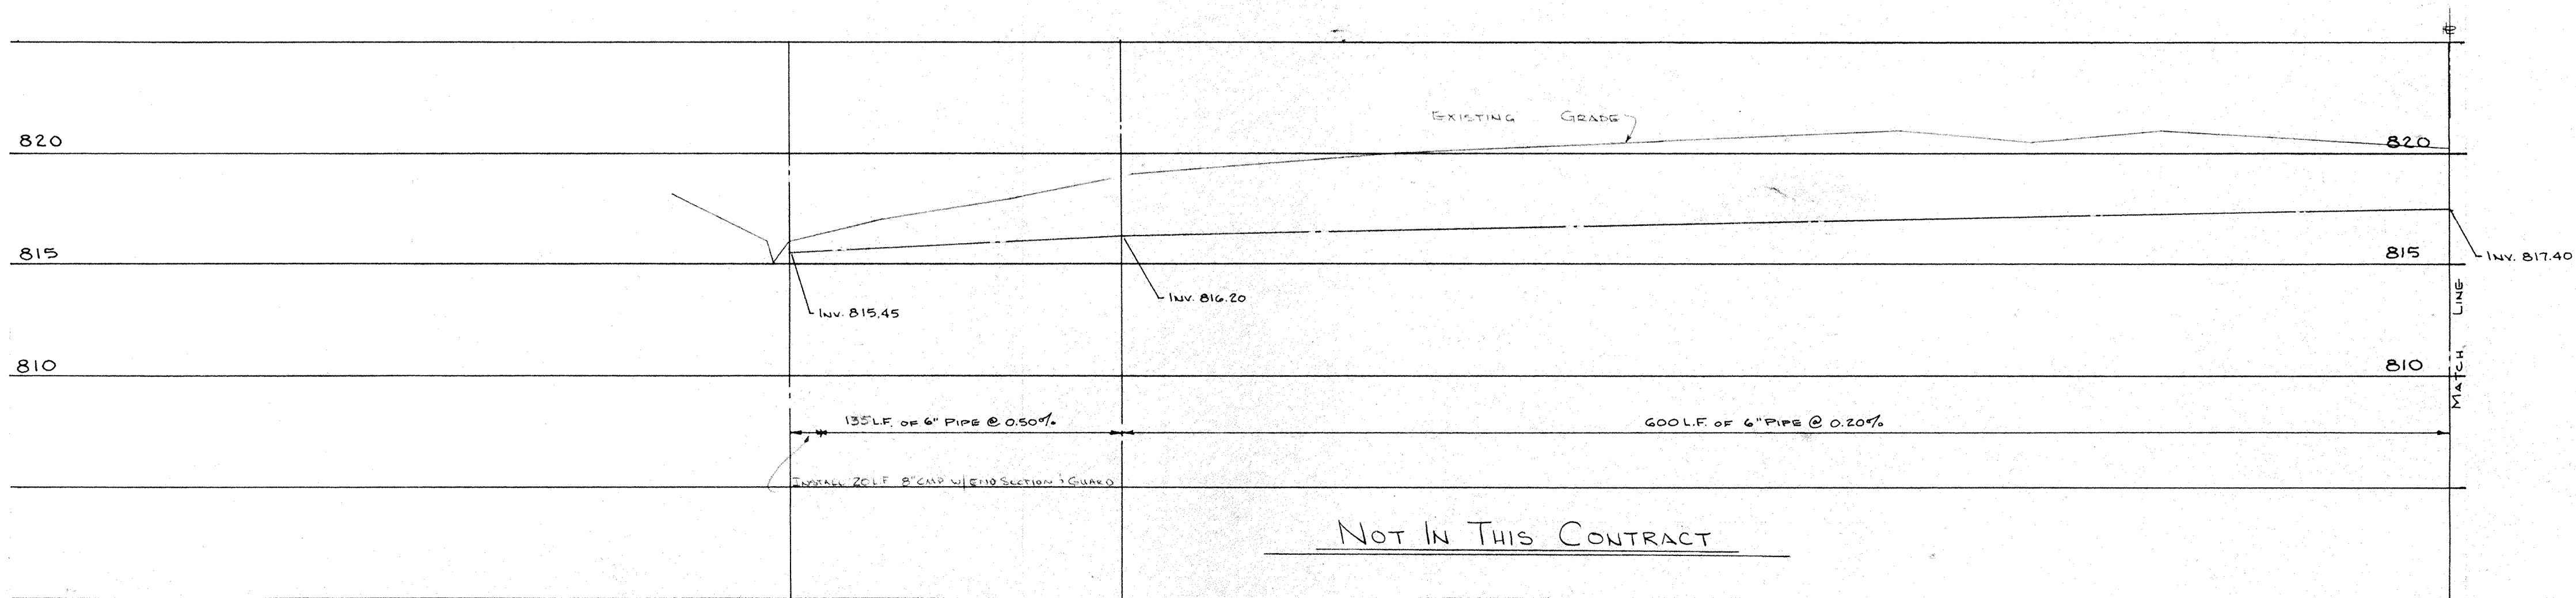 EXISTING GRADE
820 820
815 815
INV. 817.40
INV. 816.20
INV. 815.45
810 810
MATCH LINE
135 L.F. OF 6" PIPE @ 0.50%
600 L.F. OF 6" PIPE @ 0.20%
INSTALL 20 L.F. 8" CMP W/ END SECTION & GUARD
NOT IN THIS CONTRACT